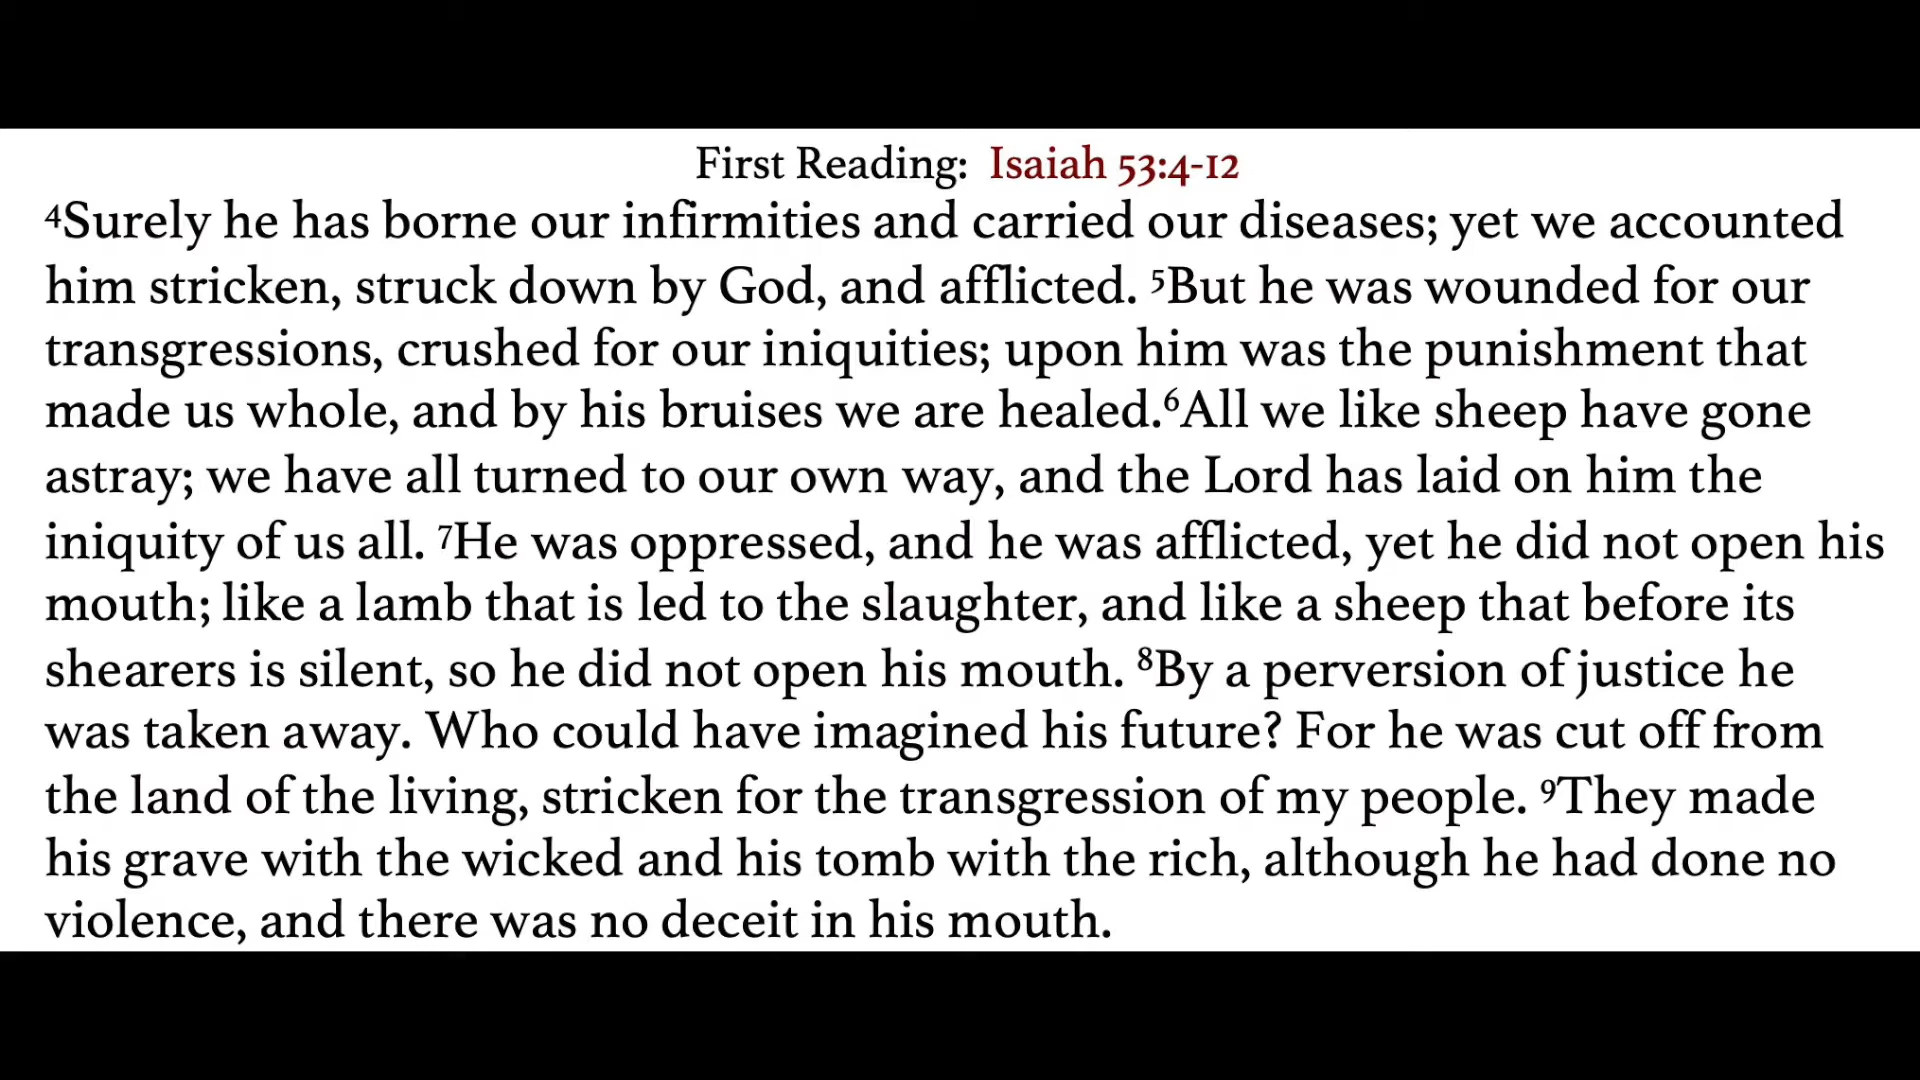 First Reading: Isaiah 53:4-12
⁴Surely he has borne our infirmities and carried our diseases; yet we accounted
him stricken, struck down by God, and afflicted. ⁵But he was wounded for our
transgressions, crushed for our iniquities; upon him was the punishment that
made us whole, and by his bruises we are healed.⁶All we like sheep have gone
astray; we have all turned to our own way, and the Lord has laid on him the
iniquity of us all. ⁷He was oppressed, and he was afflicted, yet he did not open his
mouth; like a lamb that is led to the slaughter, and like a sheep that before its
shearers is silent, so he did not open his mouth. ⁸By a perversion of justice he
was taken away. Who could have imagined his future? For he was cut off from
the land of the living, stricken for the transgression of my people. ⁹They made
his grave with the wicked and his tomb with the rich, although he had done no
violence, and there was no deceit in his mouth.